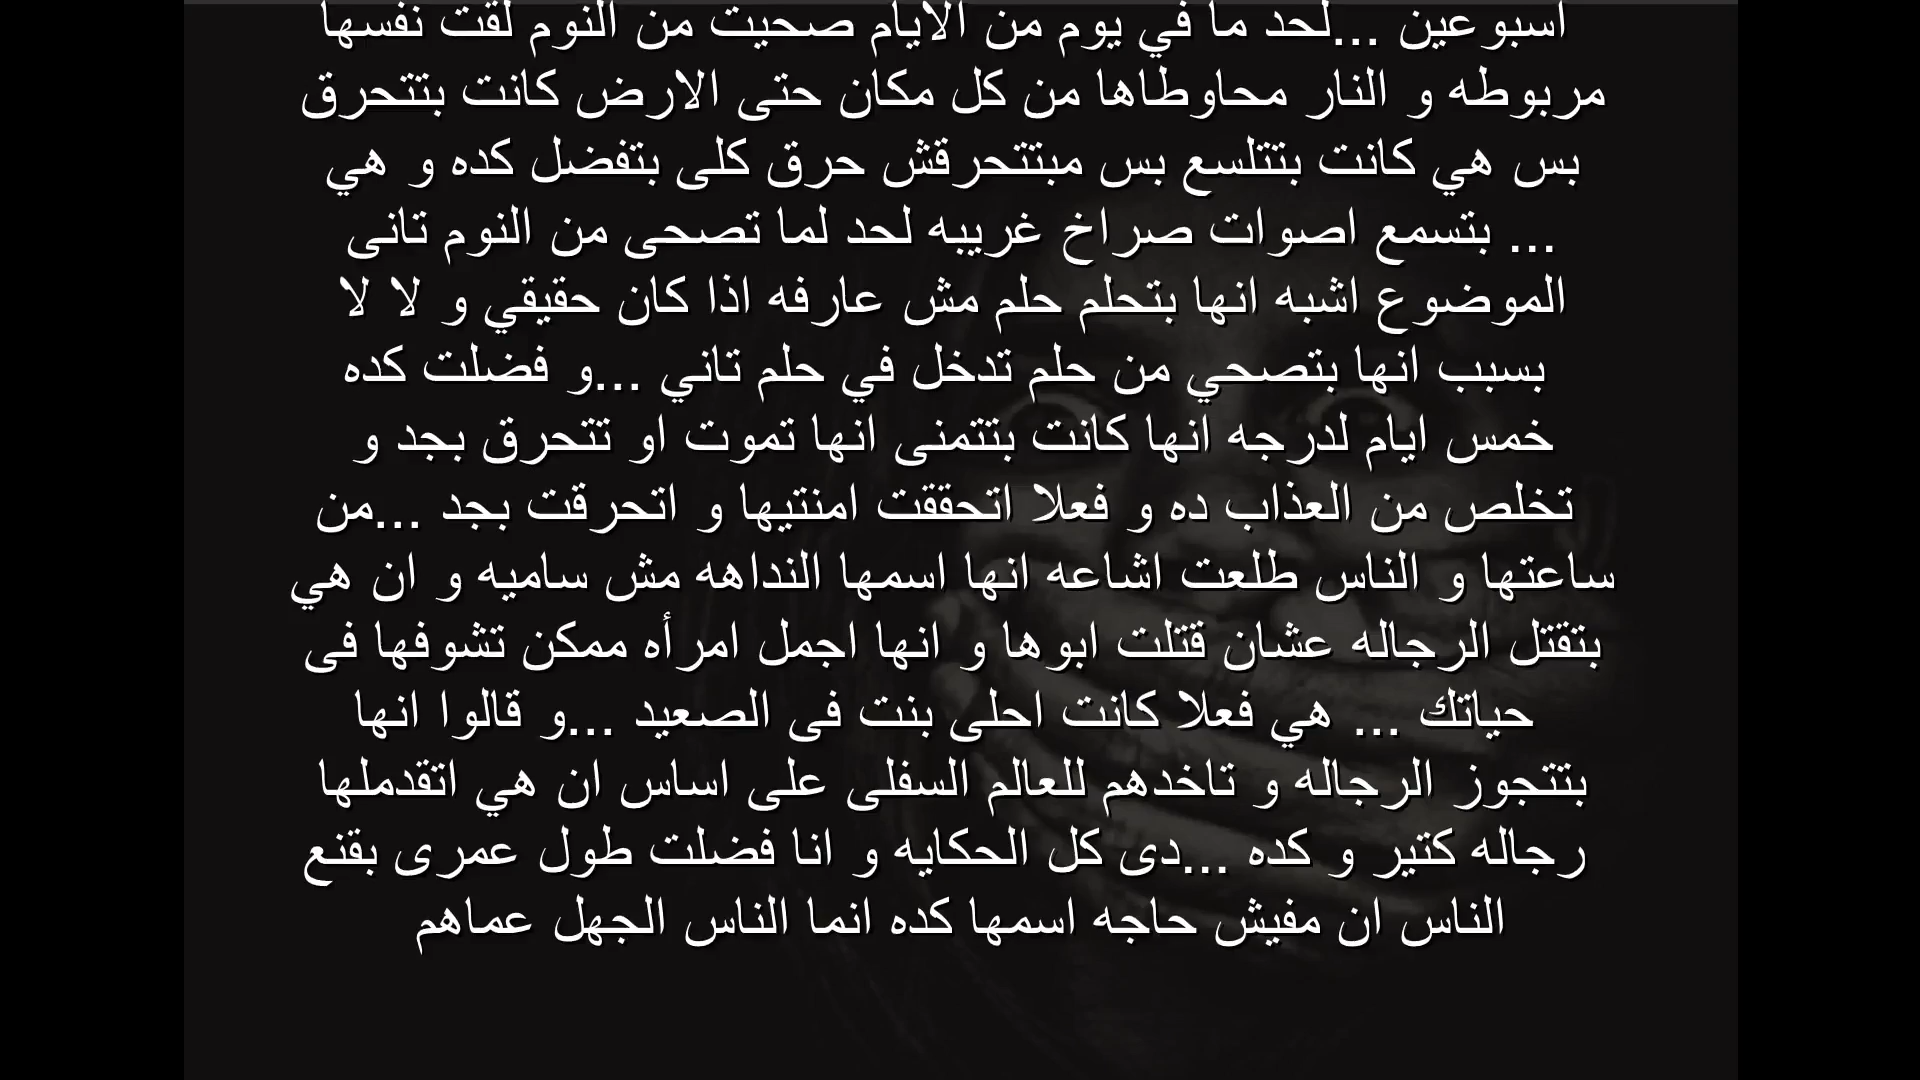 اسبوعين ...لحد ما في يوم من الايام صحيت من النوم لقت نفسها
مربوطه و النار محاوطاها من كل مكان حتى الارض كانت بتتحرق
بس هي كانت بتتلسع بس مبتتحرقش حرق كلى بتفضل كده و هي
... بتسمع اصوات صراخ غريبه لحد لما تصحى من النوم تانى
الموضوع اشبه انها بتحلم حلم مش عارفه اذا كان حقيقي و لا لا
بسبب انها بتصحي من حلم تدخل في حلم تاني ...و فضلت كده
خمس ايام لدرجه انها كانت بتتمنى انها تموت او تتحرق بجد و
تخلص من العذاب ده و فعلا اتحققت امنتيها و اتحرقت بجد ...من
ساعتها و الناس طلعت اشاعه انها اسمها النداهه مش ساميه و ان هي
بتقتل الرجاله عشان قتلت ابوها و انها اجمل امرأه ممكن تشوفها فى
حياتك ... هي فعلا كانت احلى بنت فى الصعيد ...و قالوا انها
بتتجوز الرجاله و تاخدهم للعالم السفلى على اساس ان هي اتقدملها
رجاله كتير و كده ...دى كل الحكايه و انا فضلت طول عمرى بقنع
الناس ان مفيش حاجه اسمها كده انما الناس الجهل عماهم